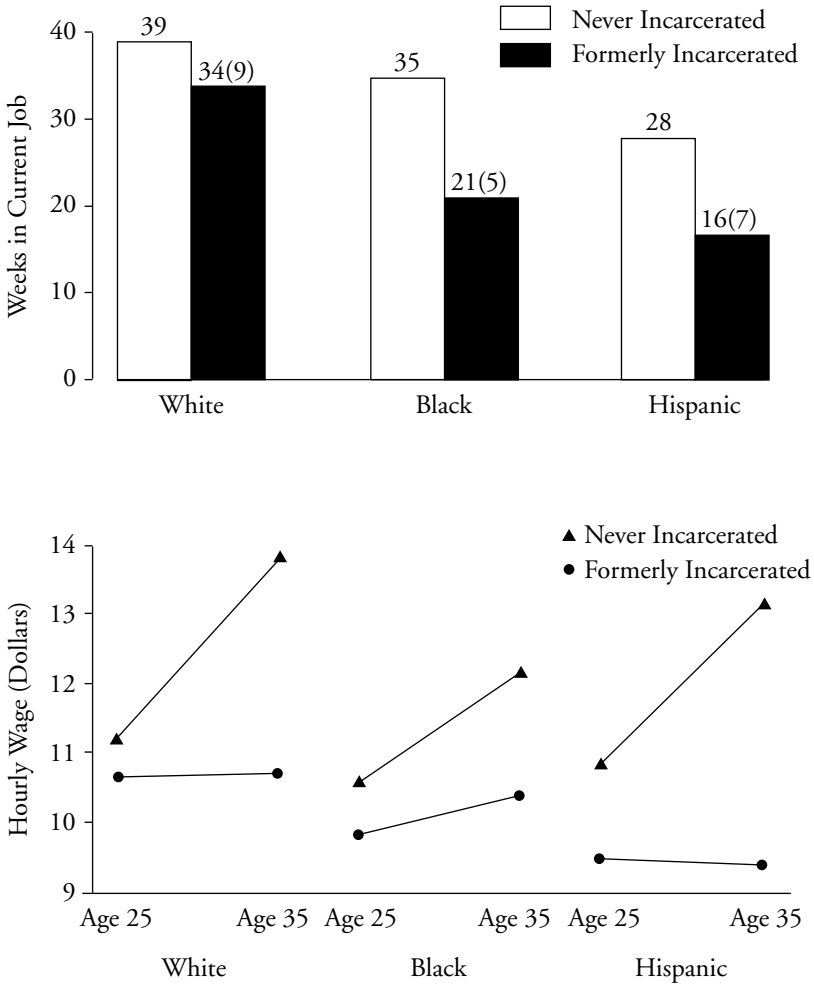 Never Incarcerated
Formerly Incarcerated
Weeks in Current Job
40
30
20
10
0
39
34(9)
35
21(5)
28
16(7)
White Black Hispanic
Never Incarcerated
Formerly Incarcerated
Hourly Wage (Dollars)
14
13
12
11
10
9
Age 25 Age 35 Age 25 Age 35 Age 25 Age 35
White Black Hispanic